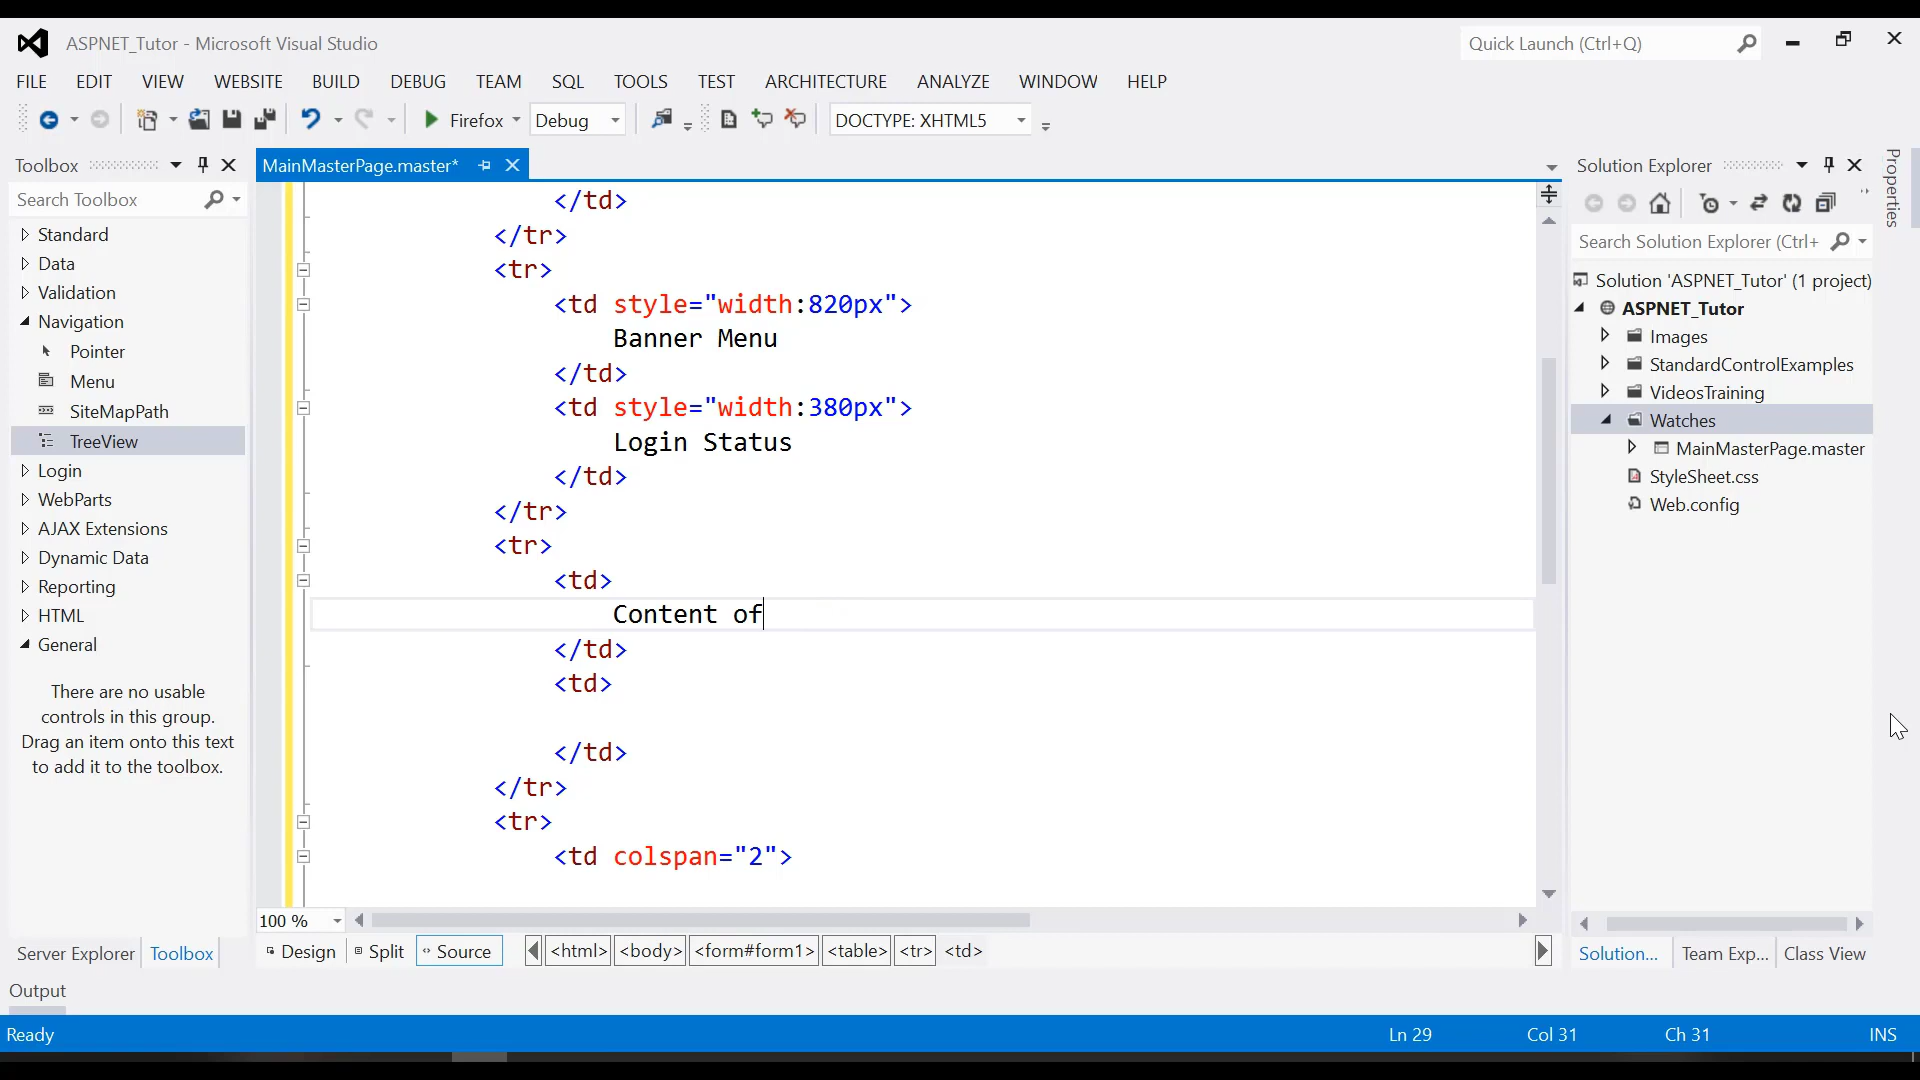 ASPNET_Tutor - Microsoft Visual Studio
Quick Launch (Ctrl+Q)
FILE EDIT VIEW WEBSITE BUILD DEBUG TEAM SQL TOOLS TEST ARCHITECTURE ANALYZE WINDOW HELP
Firefox Debug DOCTYPE: XHTML5
Toolbox
Search Toolbox
Standard
Data
Validation
Navigation
Pointer
Menu
SiteMapPath
TreeView
Login
WebParts
AJAX Extensions
Dynamic Data
Reporting
HTML
General
There are no usable
controls in this group.
Drag an item onto this text
to add it to the toolbox.
Server Explorer Toolbox
MainMasterPage.master*
</td>
</tr>
<tr>
<td style="width:820px">
Banner Menu
</td>
<td style="width:380px">
Login Status
</td>
</tr>
<tr>
<td>
Content of
</td>
<td>
</td>
</tr>
<tr>
<td colspan="2">
100 %
Design Split Source <html> <body> <form#form1> <table> <tr> <td>
Solution Explorer
Search Solution Explorer (Ctrl+
Solution 'ASPNET_Tutor' (1 project)
ASPNET_Tutor
Images
StandardControlExamples
VideosTraining
Watches
MainMasterPage.master
StyleSheet.css
Web.config
Solution... Team Exp... Class View
Properties
Output
Ready Ln 29 Col 31 Ch 31 INS